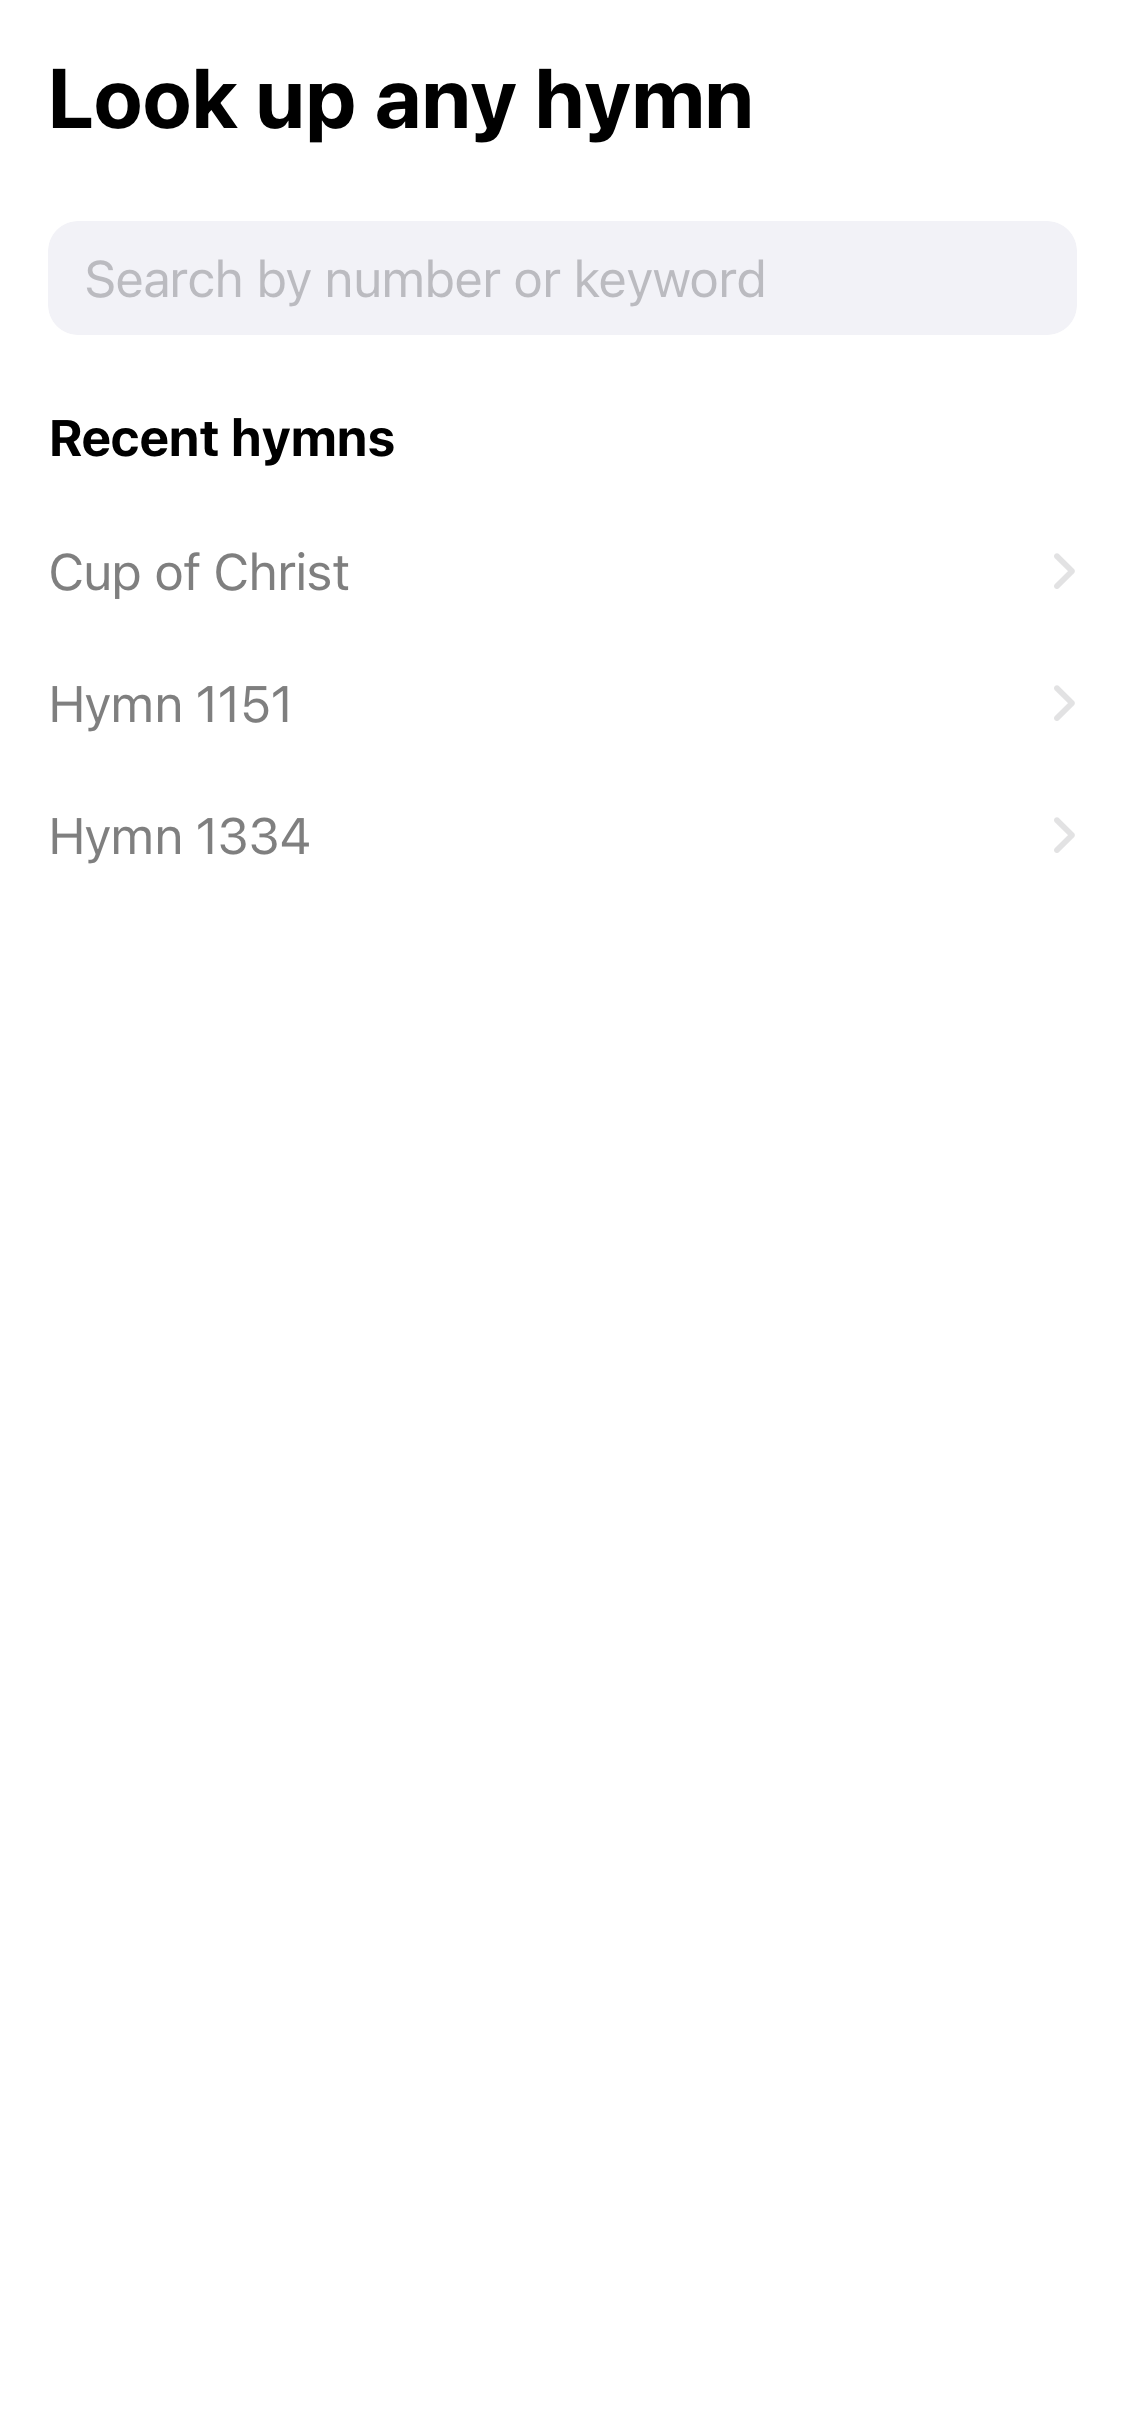 Look up any hymn
Search by number or keyword
Recent hymns
Cup of Christ
Hymn 1151
Hymn 1334